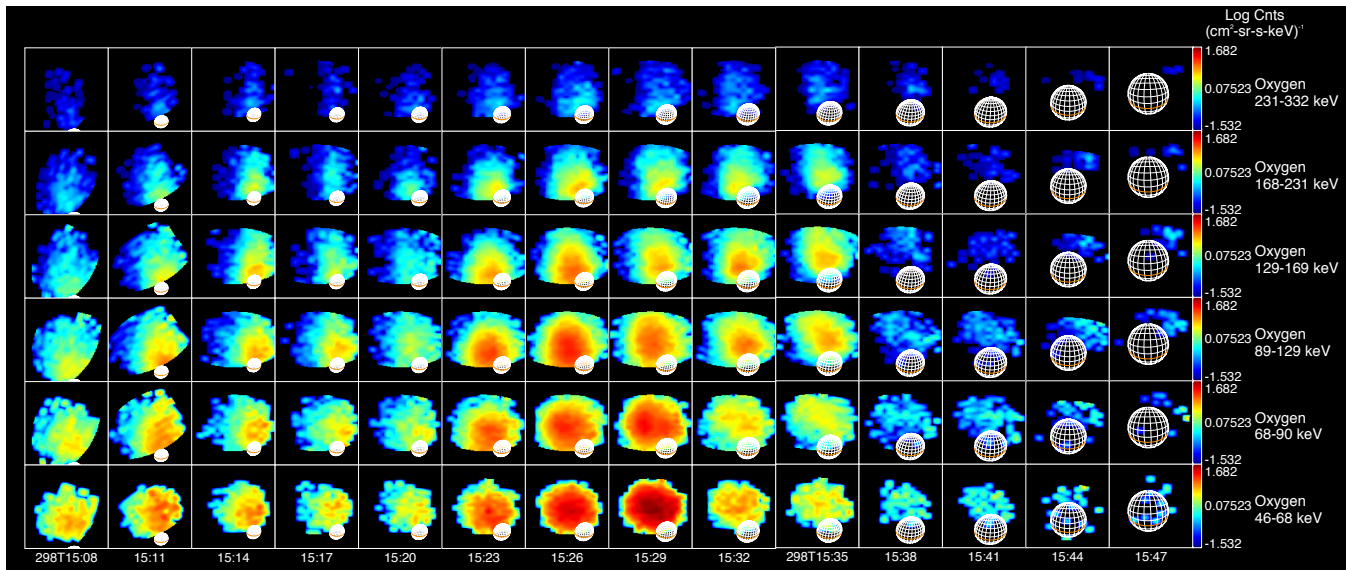 Log Cnts
(cm²-sr-s-keV)⁻¹
1.682
0.07523
-1.532
Oxygen
231-332 keV
1.682
0.07523
-1.532
Oxygen
168-231 keV
1.682
0.07523
-1.532
Oxygen
129-169 keV
1.682
0.07523
-1.532
Oxygen
89-129 keV
1.682
0.07523
-1.532
Oxygen
68-90 keV
1.682
0.07523
-1.532
Oxygen
46-68 keV
298T15:08 15:11 15:14 15:17 15:20 15:23 15:26 15:29 15:32 298T15:35 15:38 15:41 15:44 15:47